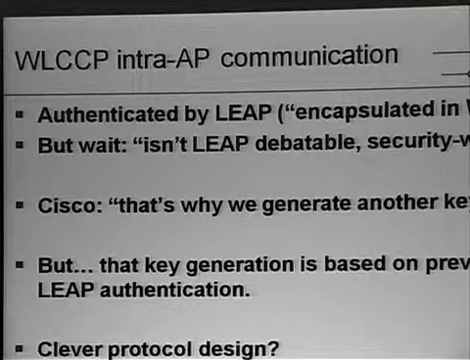 WLCCP intra-AP communication
▪ Authenticated by LEAP (“encapsulated in
▪ But wait: “isn’t LEAP debatable, security-w
▪ Cisco: “that’s why we generate another ke
▪ But... that key generation is based on prev
LEAP authentication.
▪ Clever protocol design?